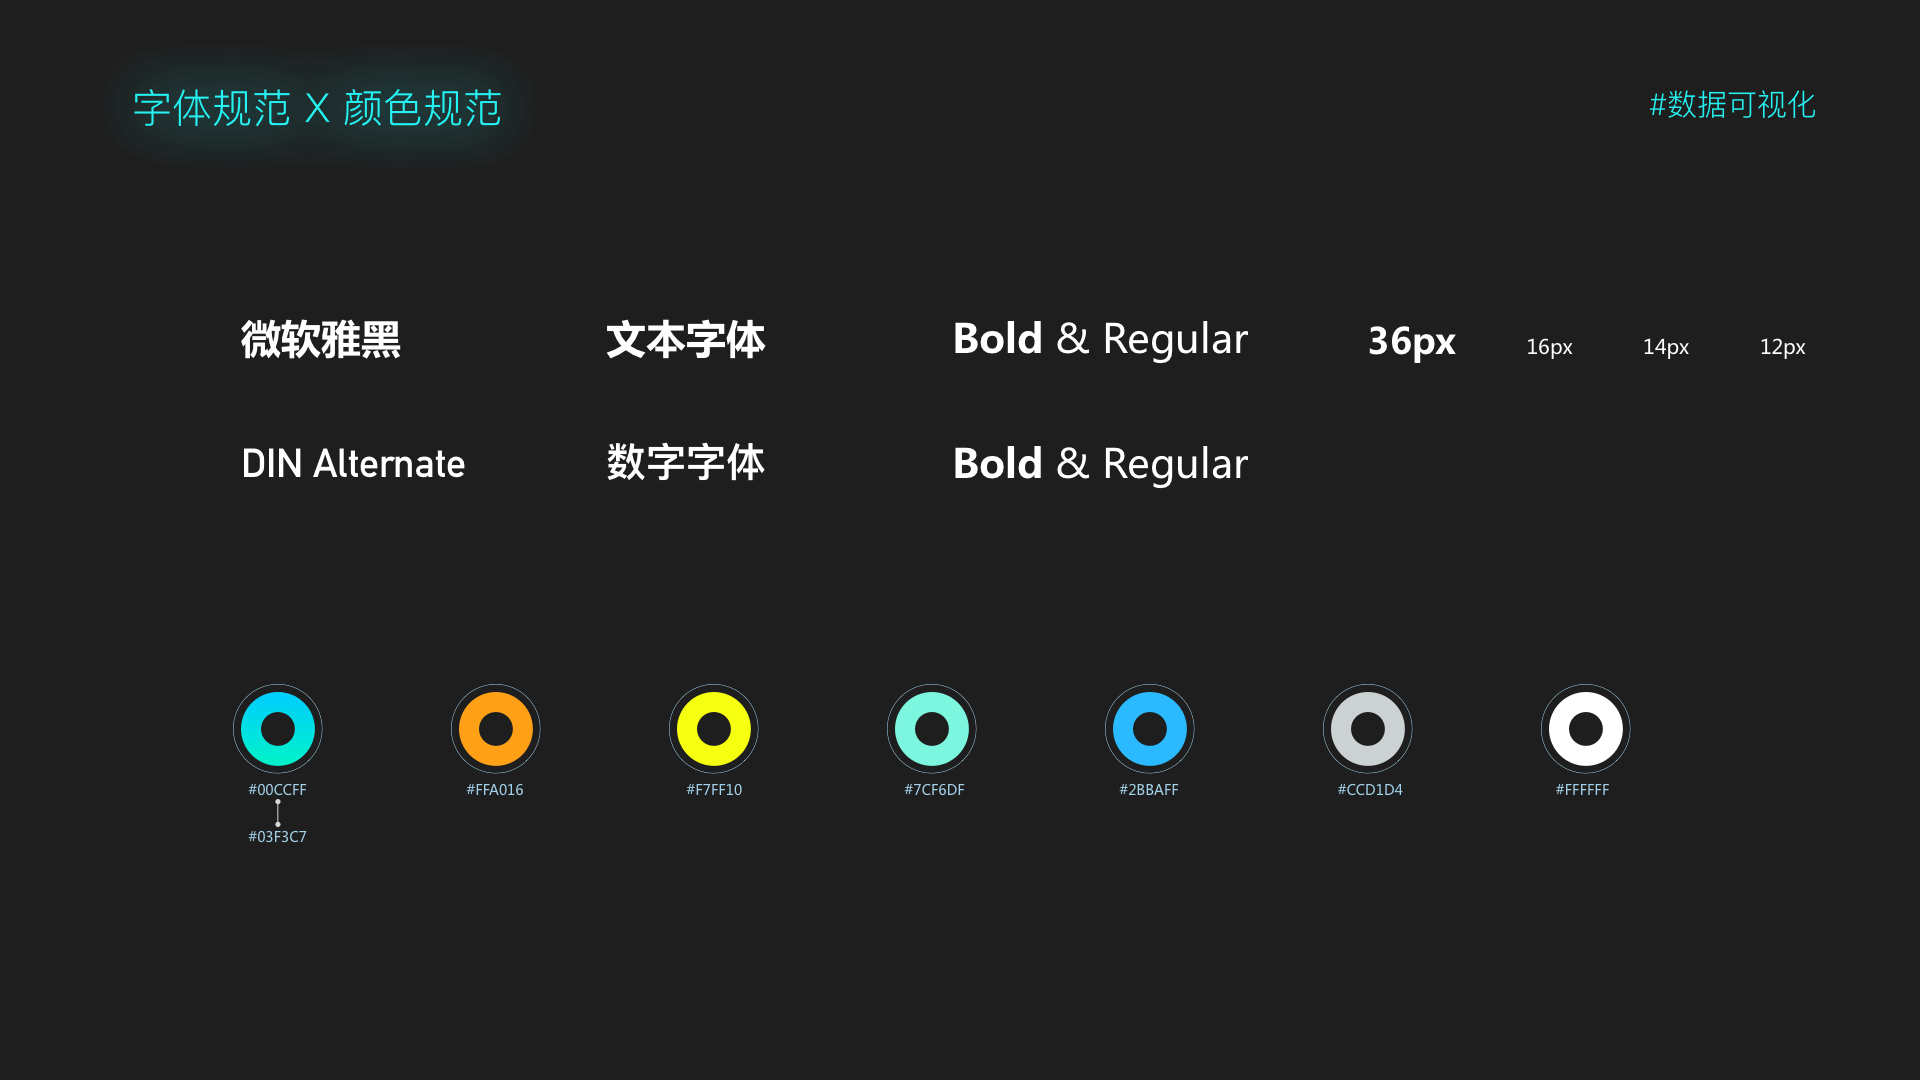 字体规范 X 颜色规范
#数据可视化
微软雅黑 文本字体 Bold & Regular 36px 16px 14px 12px
DIN Alternate 数字字体 Bold & Regular
#00CCFF #FFA016 #F7FF10 #7CF6DF #2BBAFF #CCD1D4 #FFFFFF
#03F3C7